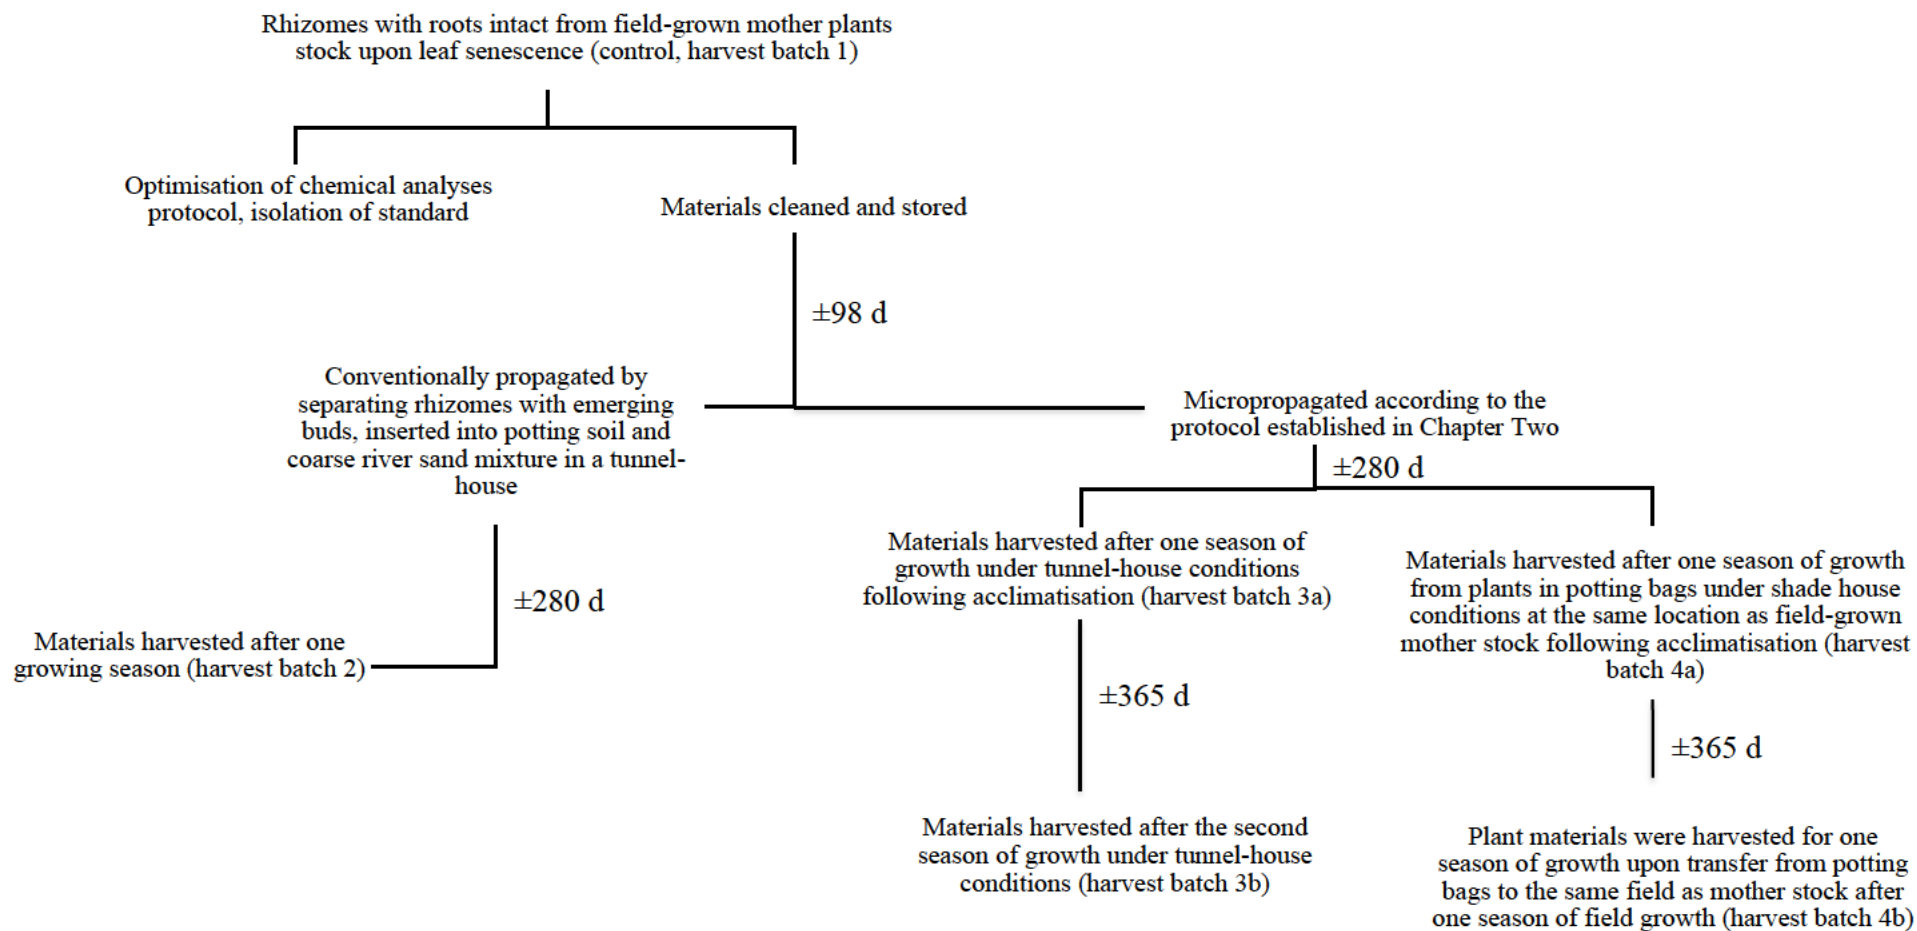 Rhizomes with roots intact from field-grown mother plants
stock upon leaf senescence (control, harvest batch 1)
Optimisation of chemical analyses
protocol, isolation of standard
Materials cleaned and stored
±98 d
Conventionally propagated by
separating rhizomes with emerging
buds, inserted into potting soil and
coarse river sand mixture in a tunnel-
house
Micropropagated according to the
protocol established in Chapter Two
±280 d
±280 d
Materials harvested after one
growing season (harvest batch 2)
Materials harvested after one season of
growth under tunnel-house conditions
following acclimatisation (harvest batch 3a)
Materials harvested after one season of growth
from plants in potting bags under shade house
conditions at the same location as field-grown
mother stock following acclimatisation (harvest
batch 4a)
±365 d
±365 d
Materials harvested after the second
season of growth under tunnel-house
conditions (harvest batch 3b)
Plant materials were harvested for one
season of growth upon transfer from potting
bags to the same field as mother stock after
one season of field growth (harvest batch 4b)